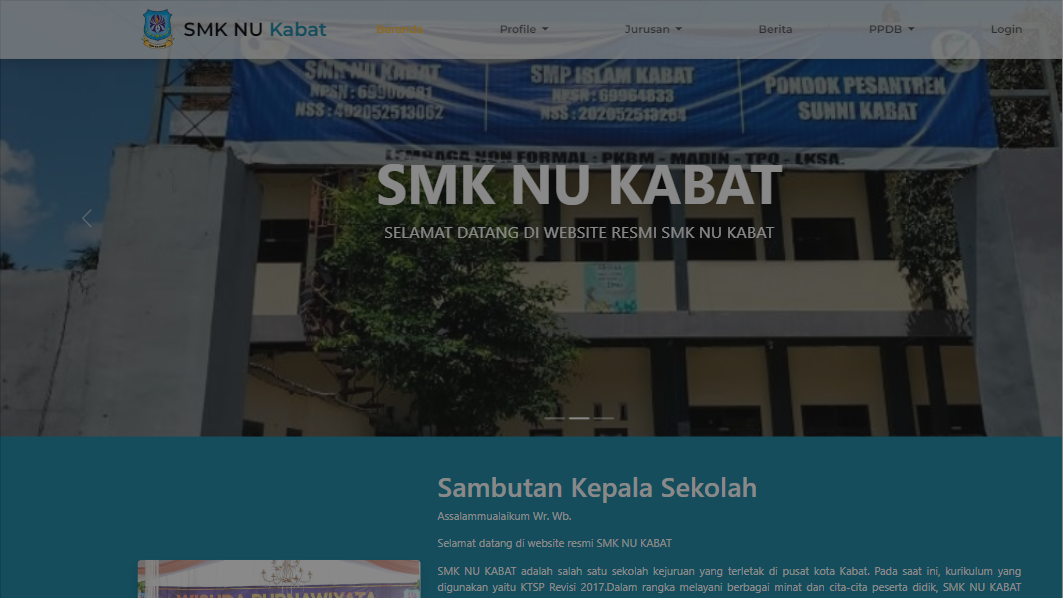 SMK NU Kabat
Beranda
Profile
Jurusan
Berita
PPDB
Login
SMK NU KABAT
NPSN : 69908681
NSS : 402052513062
SMP ISLAM KABAT
NPSN : 69964833
NSS : 202052513264
PONDOK PESANTREN
SUNNI KABAT
LEMBAGA NON FORMAL : PKBM - MADIN - TPQ - LKSA.
SMK NU KABAT
SELAMAT DATANG DI WEBSITE RESMI SMK NU KABAT
Sambutan Kepala Sekolah
Assalammualaikum Wr. Wb.
Selamat datang di website resmi SMK NU KABAT
SMK NU KABAT adalah salah satu sekolah kejuruan yang terletak di pusat kota Kabat. Pada saat ini, kurikulum yang
digunakan yaitu KTSP Revisi 2017.Dalam rangka melayani berbagai minat dan cita-cita peserta didik, SMK NU KABAT
WISUDA PURNAWIYATA